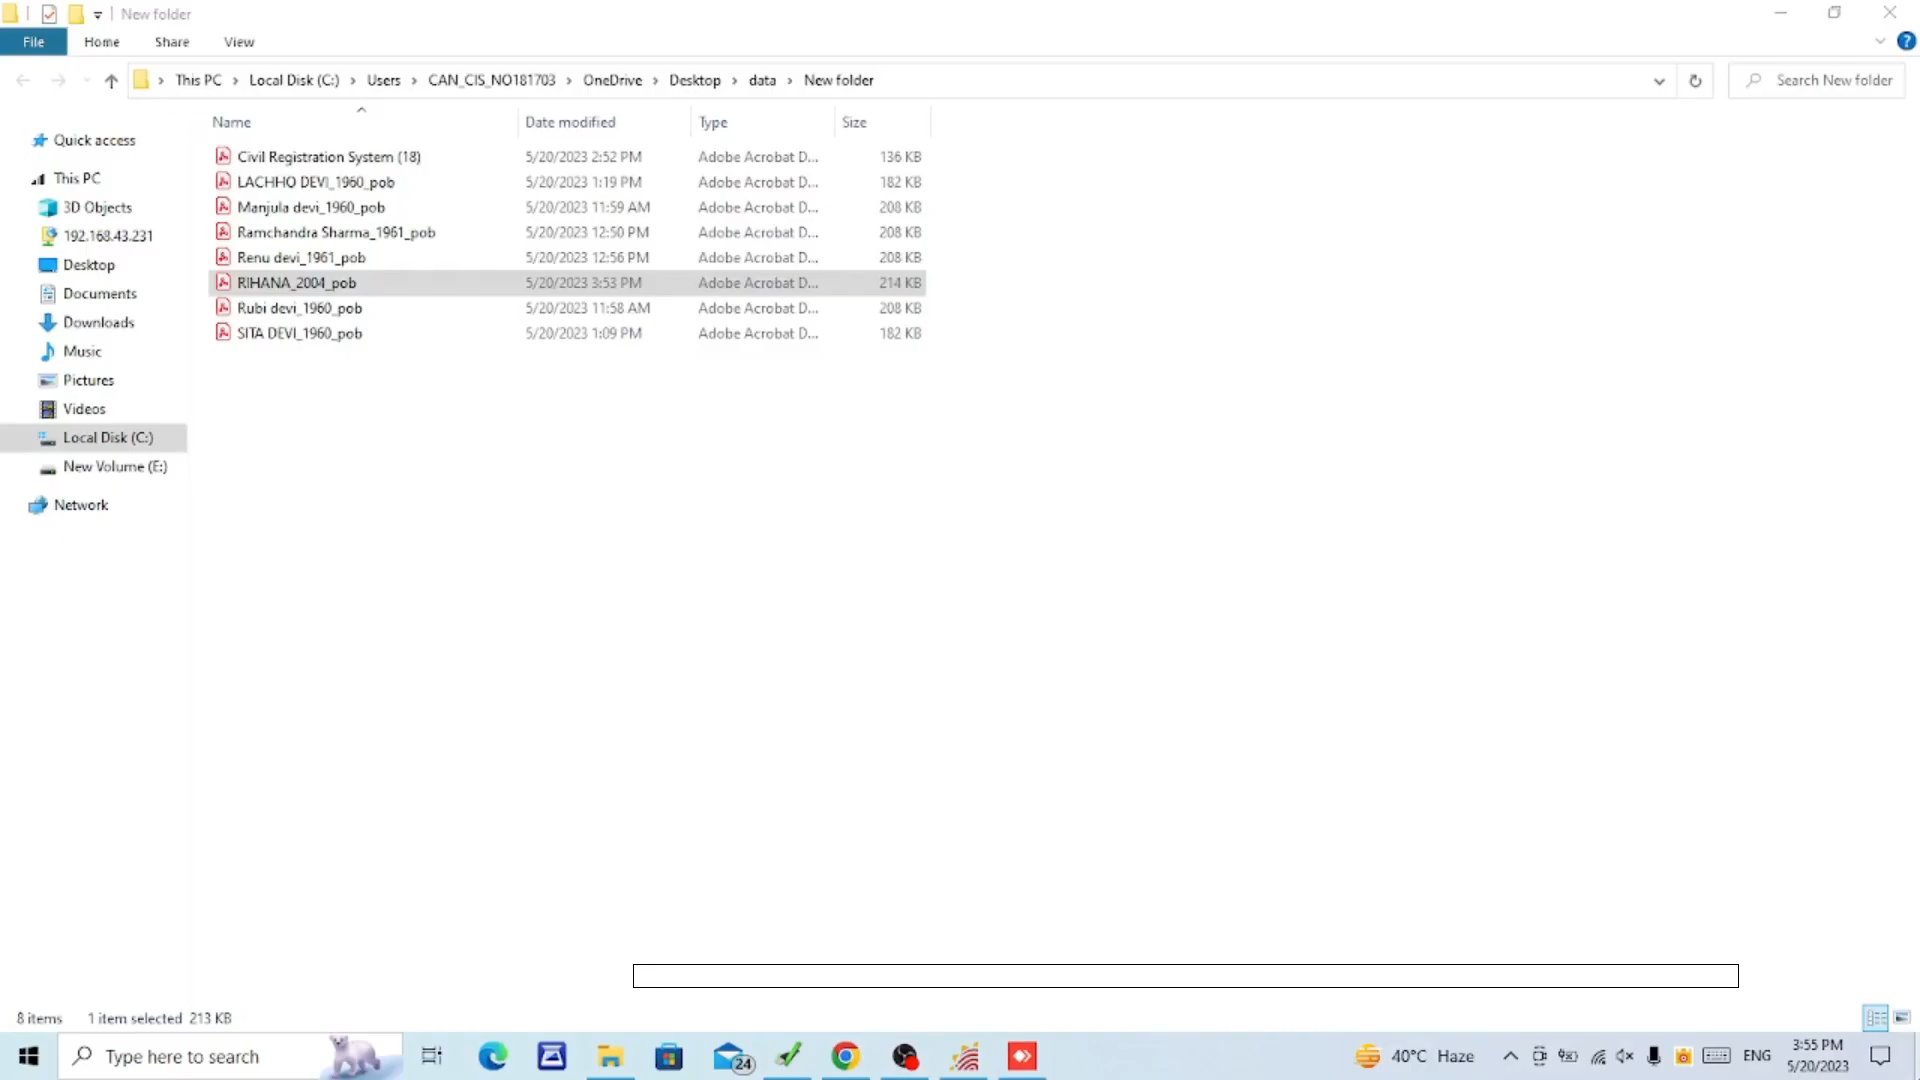 New folder
File Home Share View
This PC > Local Disk (C:) > Users > CAN_CIS_NO181703 > OneDrive > Desktop > data > New folder
Search New folder
Name Date modified Type Size
Civil Registration System (18) 5/20/2023 2:52 PM Adobe Acrobat D... 136 KB
LACHHO DEVI_1960_pob 5/20/2023 1:19 PM Adobe Acrobat D... 182 KB
Manjula devi_1960_pob 5/20/2023 11:59 AM Adobe Acrobat D... 208 KB
Ramchandra Sharma_1961_pob 5/20/2023 12:50 PM Adobe Acrobat D... 208 KB
Renu devi_1961_pob 5/20/2023 12:56 PM Adobe Acrobat D... 208 KB
RIHANA_2004_pob 5/20/2023 3:53 PM Adobe Acrobat D... 214 KB
Rubi devi_1960_pob 5/20/2023 11:58 AM Adobe Acrobat D... 208 KB
SITA DEVI_1960_pob 5/20/2023 1:09 PM Adobe Acrobat D... 182 KB
Quick access
This PC
3D Objects
192.168.43.231
Desktop
Documents
Downloads
Music
Pictures
Videos
Local Disk (C:)
New Volume (E:)
Network
8 items 1 item selected 213 KB
Type here to search
24
40°C Haze
ENG
3:55 PM
5/20/2023